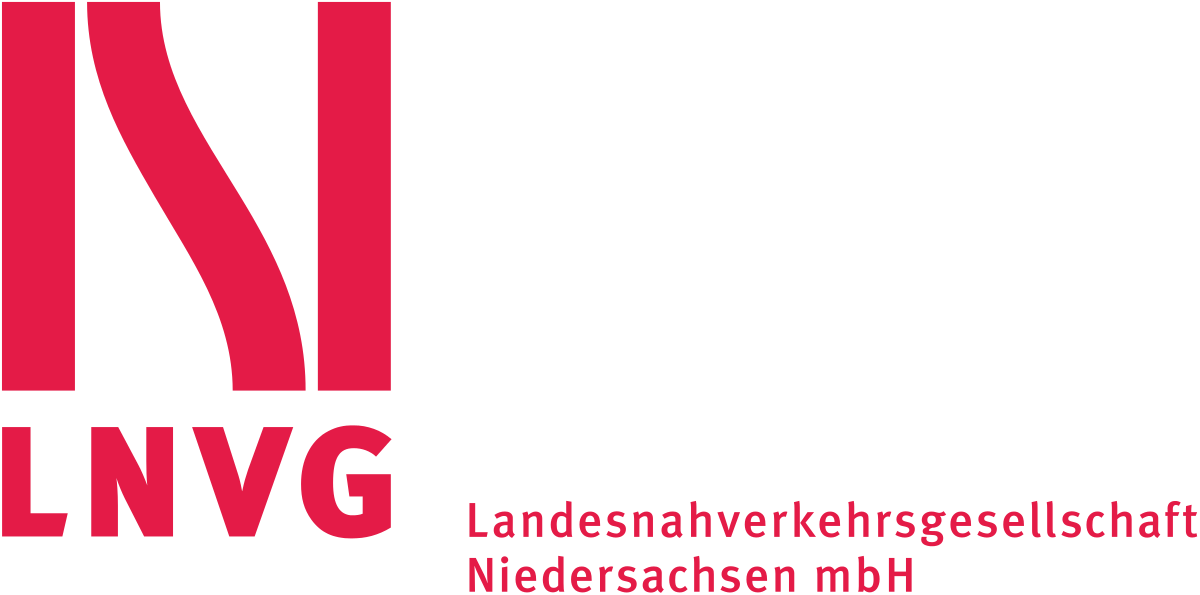 LNVG
Landesnahverkehrsgesellschaft
Niedersachsen mbH